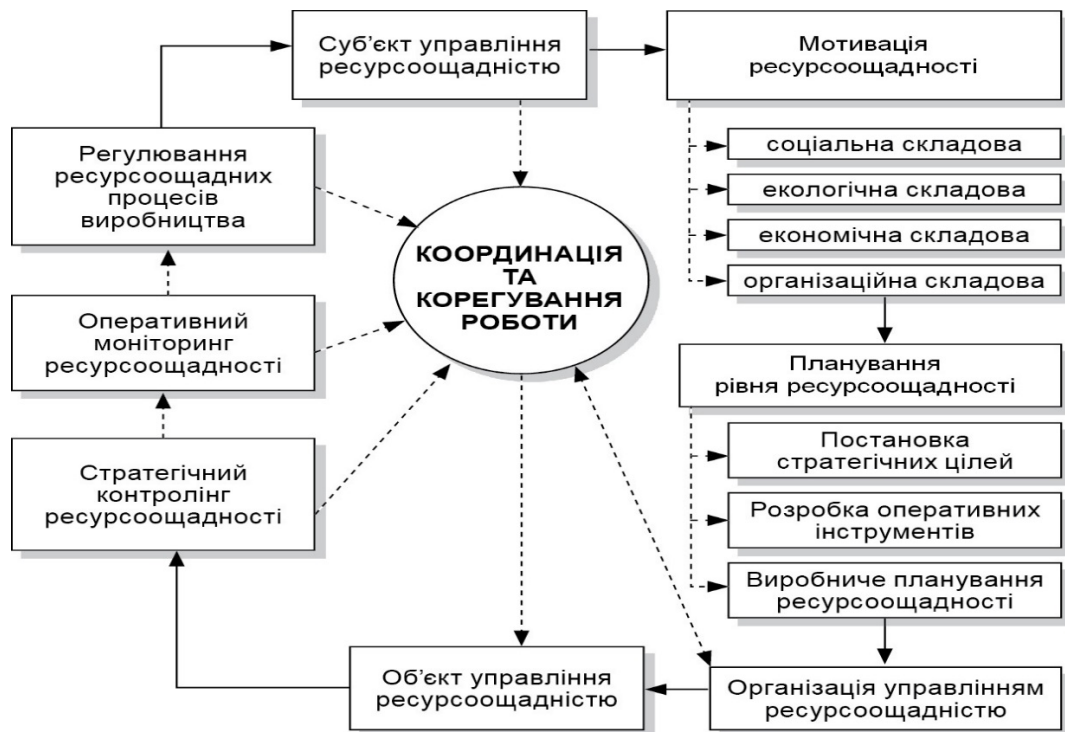 Суб’єкт управління
ресурсоощадністю
Мотивація
ресурсоощадності
соціальна складова
екологічна складова
економічна складова
організаційна складова
Регулювання
ресурсоощадних
процесів
виробництва
КООРДИНАЦІЯ
ТА
КОРЕГУВАННЯ
РОБОТИ
Оперативний
моніторинг
ресурсоощадності
Планування
рівня ресурсоощадності
Постановка
стратегічних цілей
Розробка оперативних
інструментів
Виробниче планування
ресурсоощадності
Стратегічний
контролінг
ресурсоощадності
Об’єкт управління
ресурсоощадністю
Організація управлінням
ресурсоощадністю